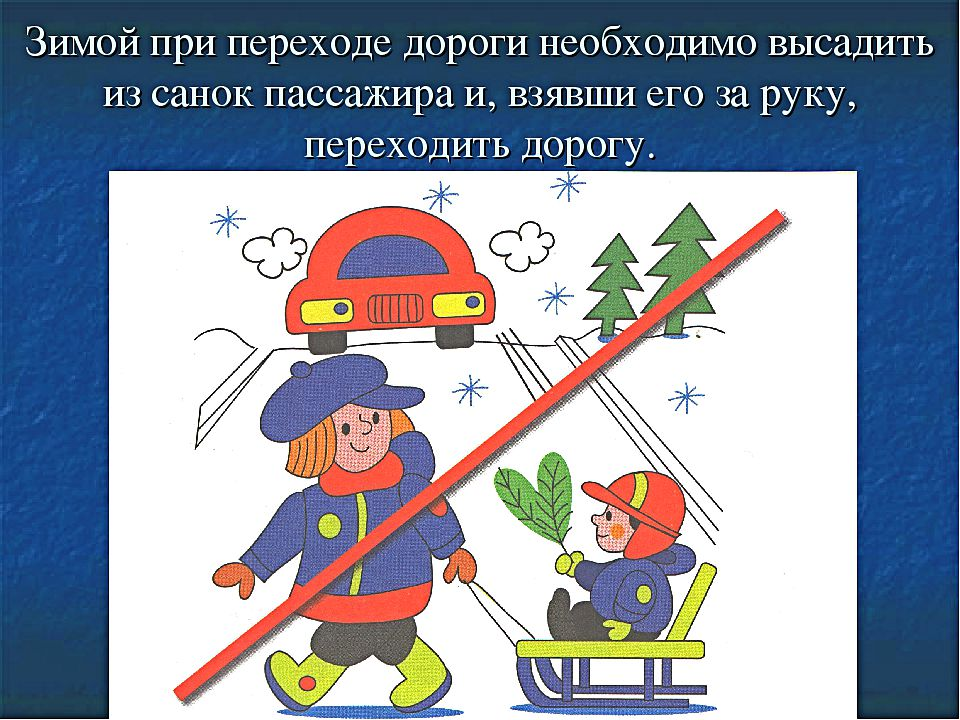 Зимой при переходе дороги необходимо высадить
из санок пассажира и, взявши его за руку,
переходить дорогу.